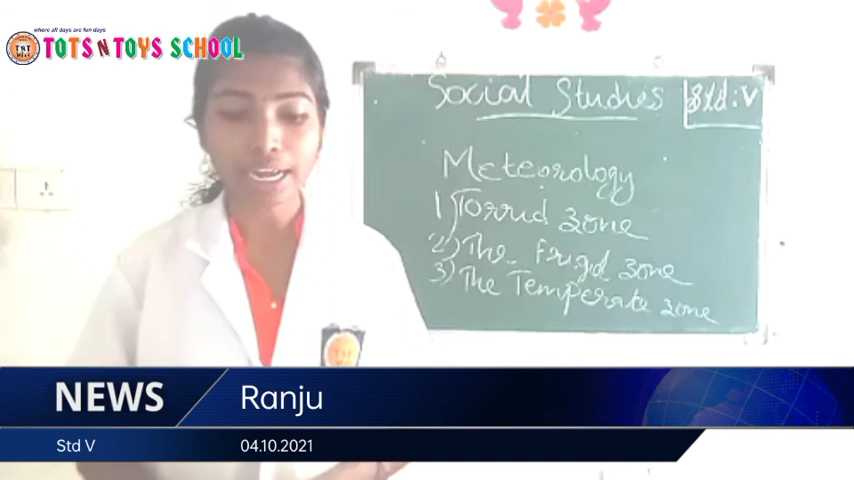 where all days are fun days
TOTS N TOYS SCHOOL
TNT
Social Studies
Std: V
Meteorology
1) Torrid zone
2) The Frigid zone
3) The Temperate zone
NEWS
Ranju
Std V
04.10.2021